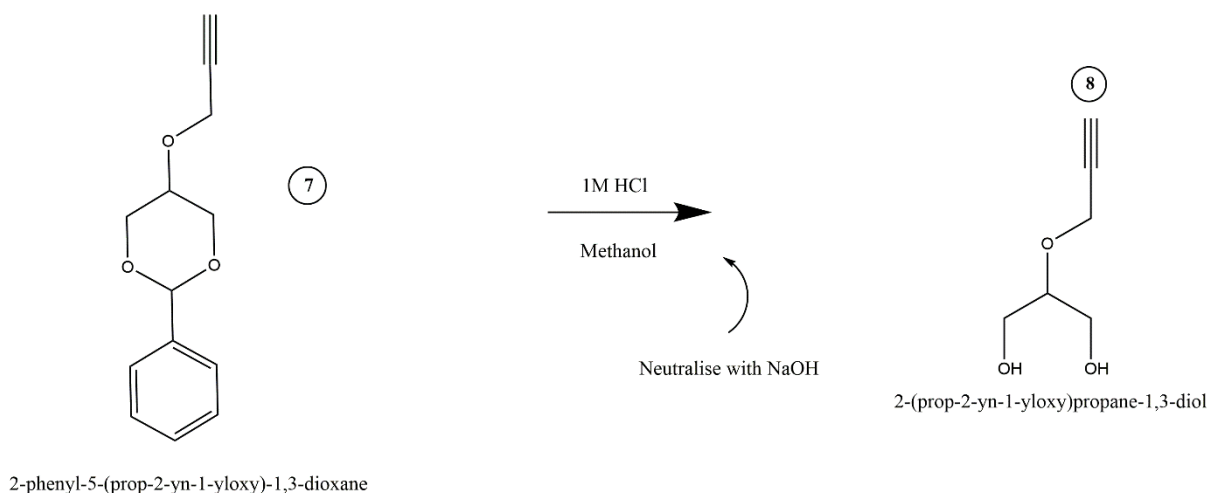 8
O
7
1M HCl
Methanol
O
O
O
Neutralise with NaOH
OH
OH
2-(prop-2-yn-1-yloxy)propane-1,3-diol
2-phenyl-5-(prop-2-yn-1-yloxy)-1,3-dioxane